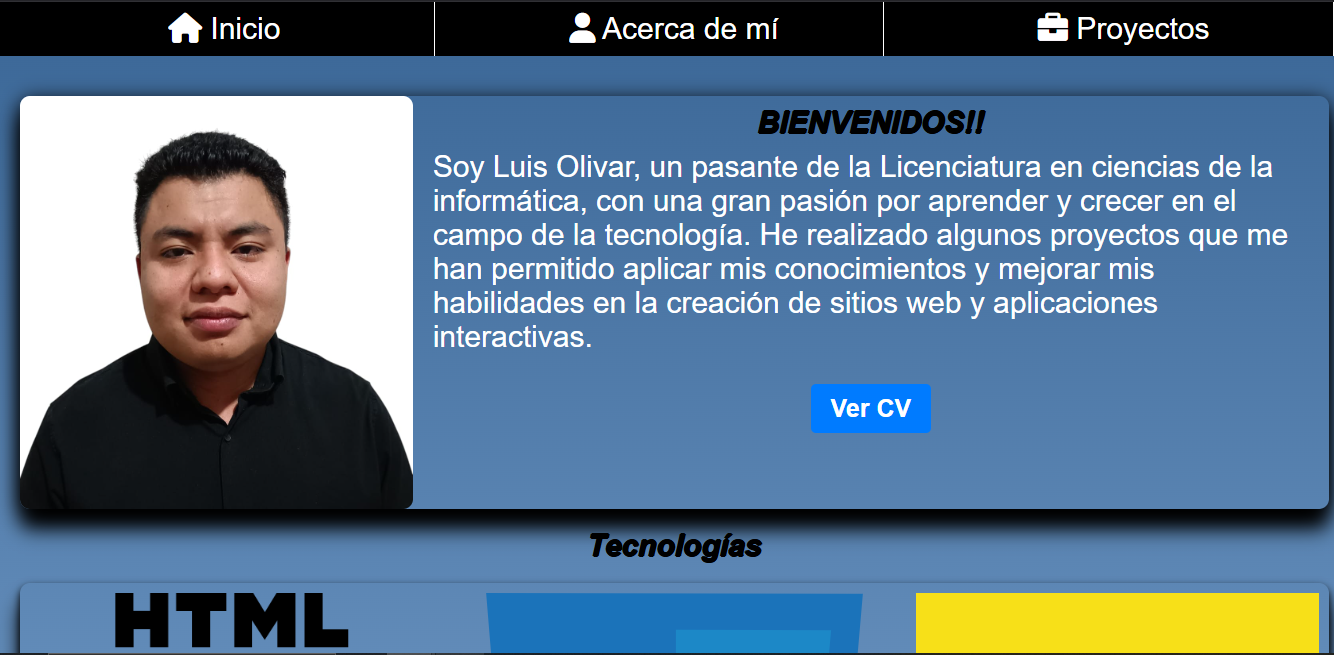 Inicio
Acerca de mí
Proyectos
BIENVENIDOS!!
Soy Luis Olivar, un pasante de la Licenciatura en ciencias de la
informática, con una gran pasión por aprender y crecer en el
campo de la tecnología. He realizado algunos proyectos que me
han permitido aplicar mis conocimientos y mejorar mis
habilidades en la creación de sitios web y aplicaciones
interactivas.
Ver CV
Tecnologías
HTML